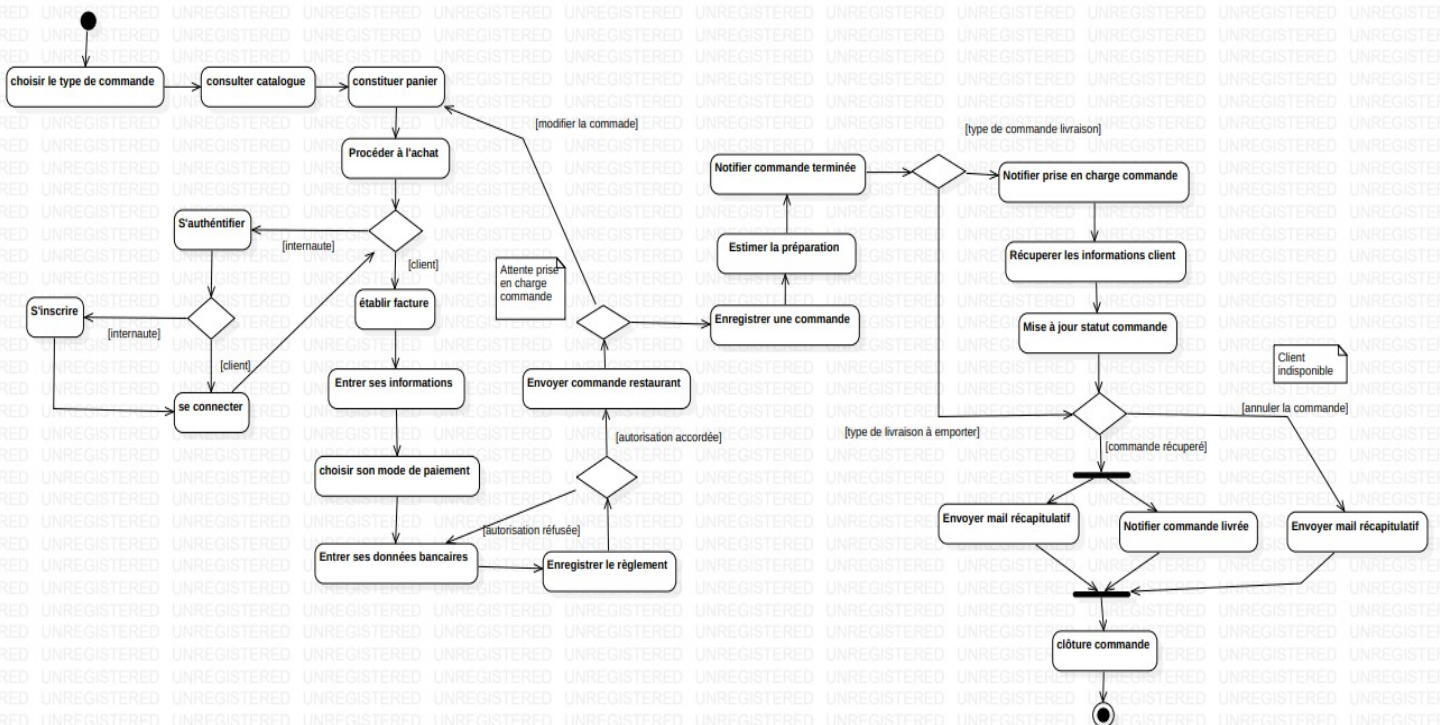 choisir le type de commande
consulter catalogue
constituer panier
[modifier la commade]
Procéder à l'achat
S'authéntifier
[internaute]
[client]
S'inscrire
[internaute]
[client]
se connecter
établir facture
Attente prise
en charge
commande
Entrer ses informations
Envoyer commande restaurant
choisir son mode de paiement
[autorisation accordée]
[autorisation réfusée]
Entrer ses données bancaires
Enregistrer le règlement
Notifier commande terminée
Estimer la préparation
Enregistrer une commande
[type de commande livraison]
Notifier prise en charge commande
Récuperer les informations client
Mise à jour statut commande
Client
indisponible
[annuler la commande]
[type de livraison à emporter]
[commande récuperé]
Envoyer mail récapitulatif
Notifier commande livrée
Envoyer mail récapitulatif
clôture commande
UNREGISTERED